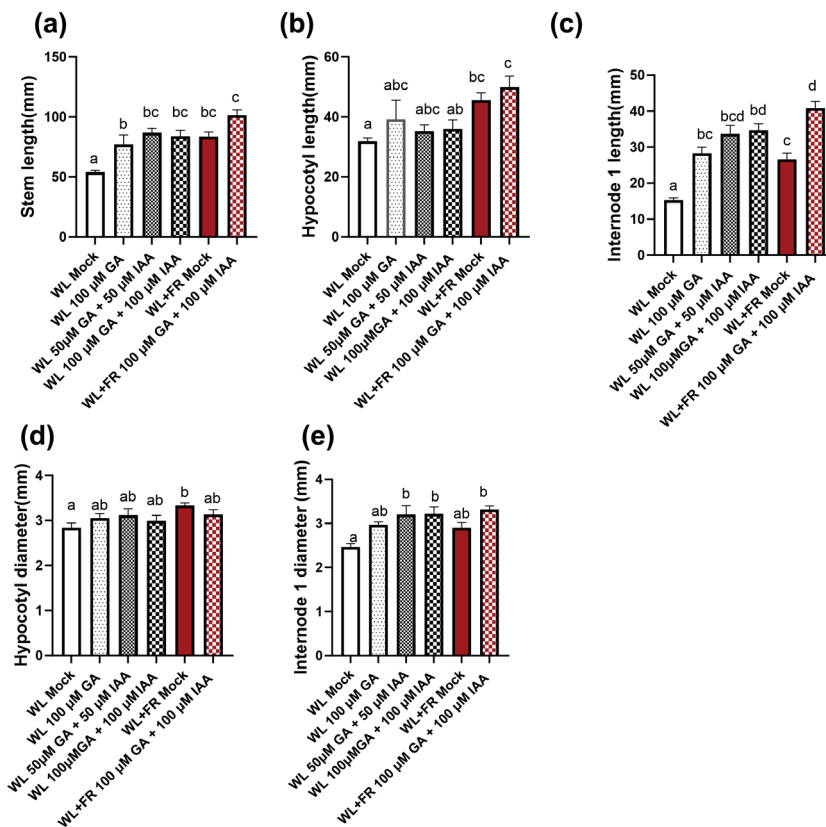 (a)
Stem length(mm)
150
100
50
0
a
b
bc
bc
bc
c
WL Mock
WL 100 µM GA
WL 50µM GA + 50 µM IAA
WL 100 µM GA + 100 µM IAA
WL+FR Mock
WL+FR 100 µM GA + 100 µM IAA
(b)
Hypocotyl length(mm)
60
40
20
0
a
abc
abc
ab
bc
c
WL Mock
WL 100 µM GA
WL 50µM GA + 50 µM IAA
WL 100µMGA + 100 µM IAA
WL+FR Mock
WL+FR 100 µM GA + 100 µM IAA
(c)
Internode 1 length(mm)
50
40
30
20
10
0
a
bc
bcd
bd
c
d
WL Mock
WL 100 µM GA
WL 50µM GA + 50 µM IAA
WL 100µMGA + 100 µM IAA
WL+FR Mock
WL+FR 100 µM GA + 100 µM IAA
(d)
Hypocotyl diameter(mm)
4
3
2
1
0
a
ab
ab
ab
b
ab
WL Mock
WL 100 µM GA
WL 50µM GA + 50 µM IAA
WL 100µMGA + 100 µM IAA
WL+FR Mock
WL+FR 100 µM GA + 100 µM IAA
(e)
Internode 1 diameter (mm)
4
3
2
1
0
a
ab
b
b
ab
b
WL Mock
WL 100 µM GA
WL 50µM GA + 50 µM IAA
WL 100µMGA + 100 µM IAA
WL+FR Mock
WL+FR 100 µM GA + 100 µM IAA